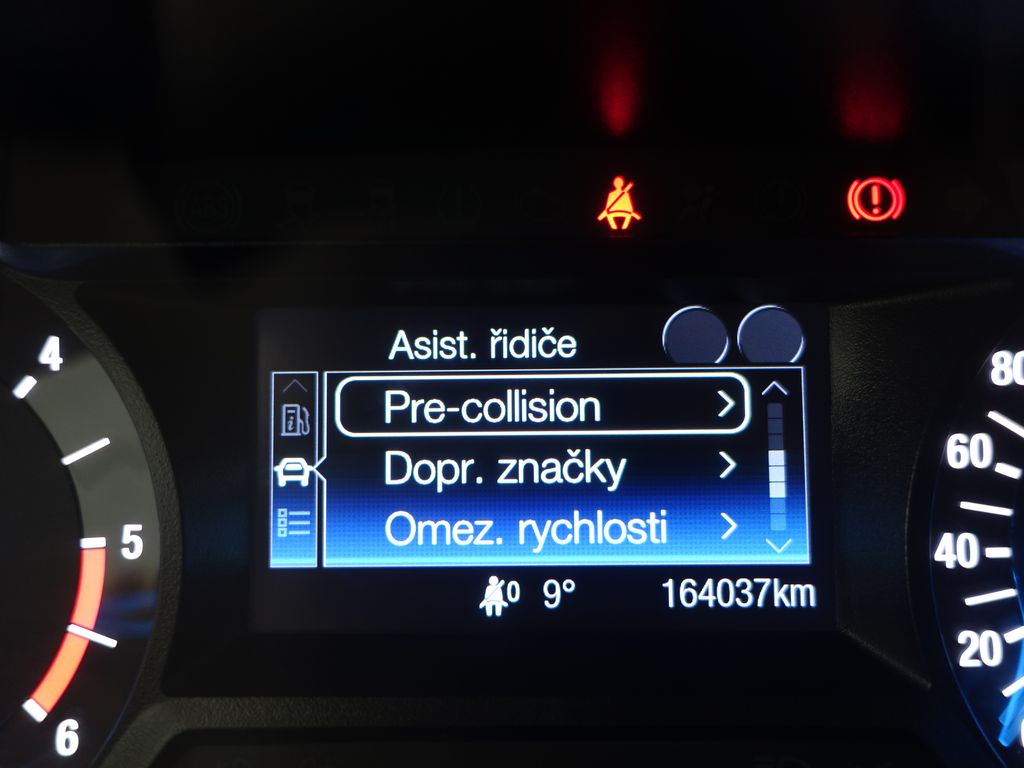 Asist. řidiče
Pre-collision
Dopr. značky
Omez. rychlosti
0 9° 164037km
4
5
6
80
60
40
20